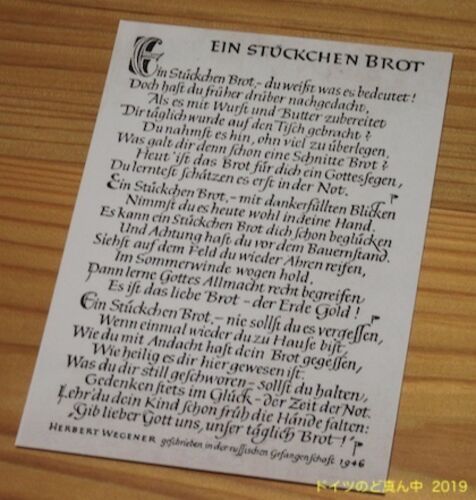 EIN STÜCKCHEN BROT
Ein Stückchen Brot,- du weißt was es bedeutet!
Doch hast du früher drüber nachgedacht,
Als es mit Wurst und Butter zubereitet
Dir täglich wurde auf den Tisch gebracht?
Du nahmst es hin, ohn viel zu überlegen,
Was galt dir denn schon eine Schnitte Brot?
Heut' ist das Brot für dich ein Gottessegen,
Du lerntest schätzen es erst in der Not.
Ein Stückchen Brot,- mit dankerfüllten Blicken
Nimmst du es heute wohl in deine Hand.
Es kann ein Stückchen Brot dich schon beglücken
Und Achtung hast du vor dem Bauernstand.
Siehst auf dem Feld du wieder Ähren reifen,
Im Sommerwinde wogen hold,
Dann lerne Gottes Allmacht recht begreifen,
Es ist das liebe Brot - der Erde Gold!
Ein Stückchen Brot,- nie sollst du es vergessen,
Wenn einmal wieder du zu Hause bist,
Wie du mit Andacht hast dein Brot gegessen,
Wie heilig es dir hier gewesen ist.
Was du dir still geschworen- sollst du halten,
Gedenken stets im Glück - der Zeit der Not.
Lehr' du dein Kind schon früh die Hände falten:
"Gib lieber Gott uns, unser täglich Brot!"
HERBERT WEGENER geschrieben in der russischen Gefangenschaft 1946
ドイツのど真ん中 2019